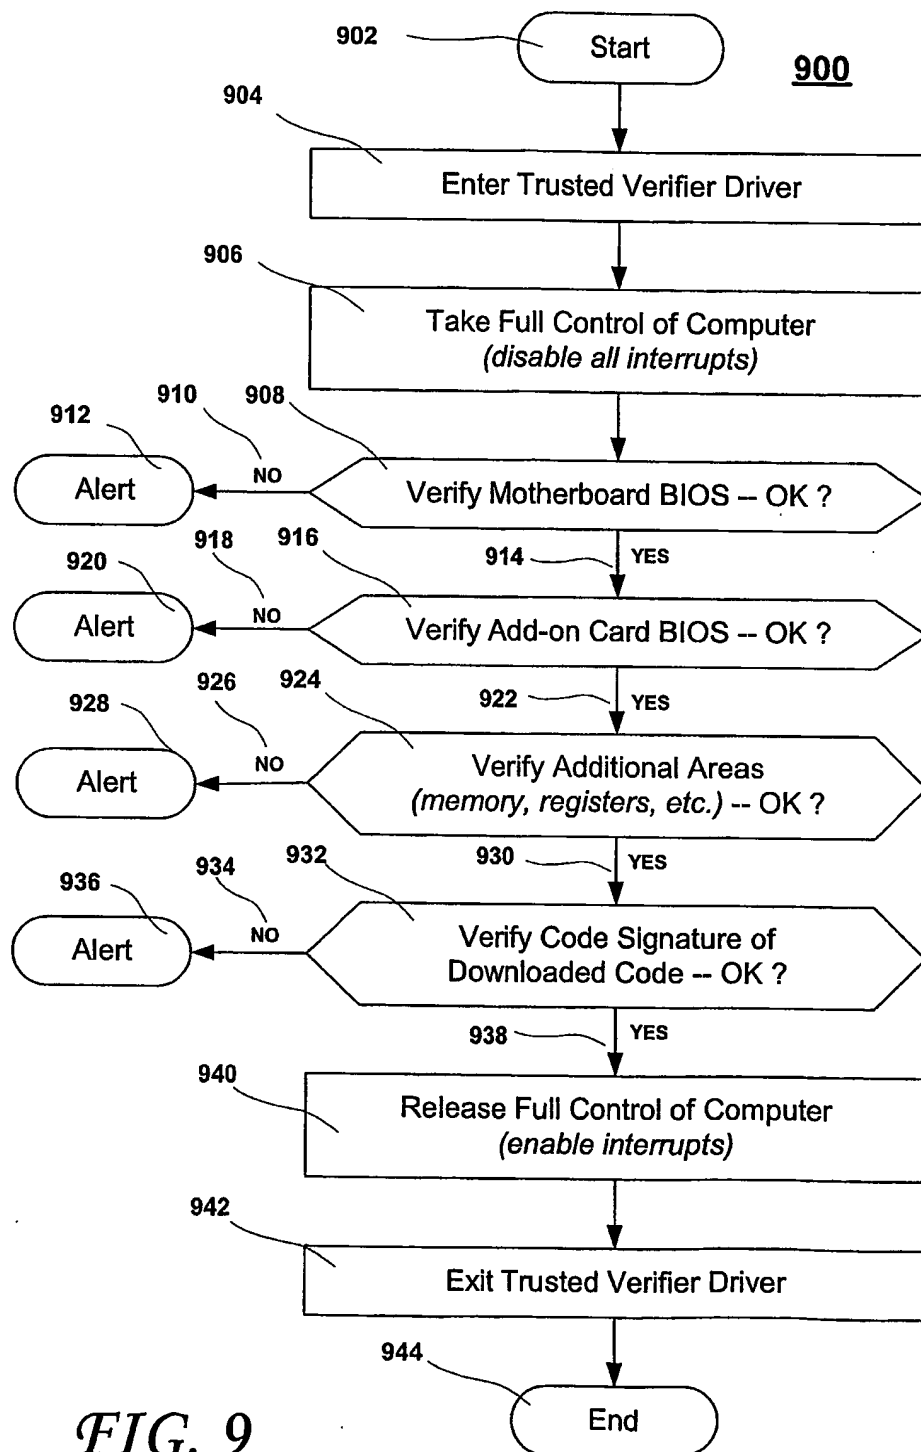 902
Start
900
904
Enter Trusted Verifier Driver
906
Take Full Control of Computer
(disable all interrupts)
910
908
912
Alert
NO
Verify Motherboard BIOS -- OK ?
914
YES
918
916
920
Alert
NO
Verify Add-on Card BIOS -- OK ?
922
YES
926
924
928
Alert
NO
Verify Additional Areas
(memory, registers, etc.) -- OK ?
930
YES
934
932
936
Alert
NO
Verify Code Signature of
Downloaded Code -- OK ?
938
YES
940
Release Full Control of Computer
(enable interrupts)
942
Exit Trusted Verifier Driver
944
End
FIG. 9